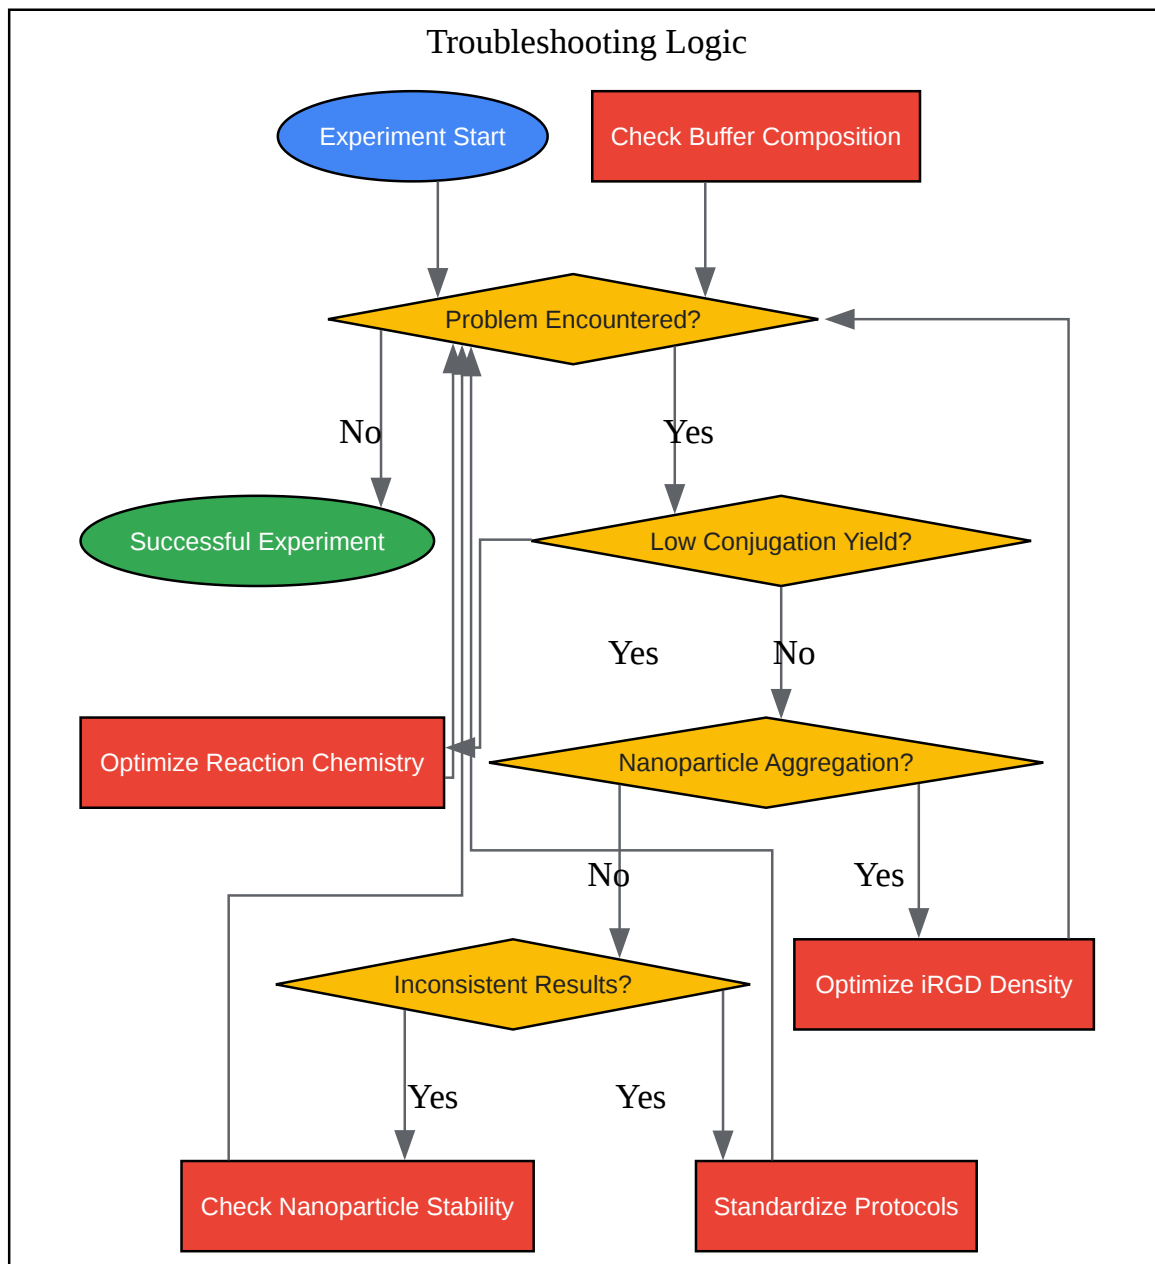 Troubleshooting Logic
Experiment Start
Check Buffer Composition
Problem Encountered?
No
Yes
Successful Experiment
Low Conjugation Yield?
Yes
No
Optimize Reaction Chemistry
Nanoparticle Aggregation?
No
Yes
Inconsistent Results?
Optimize iRGD Density
Yes
Yes
Check Nanoparticle Stability
Standardize Protocols